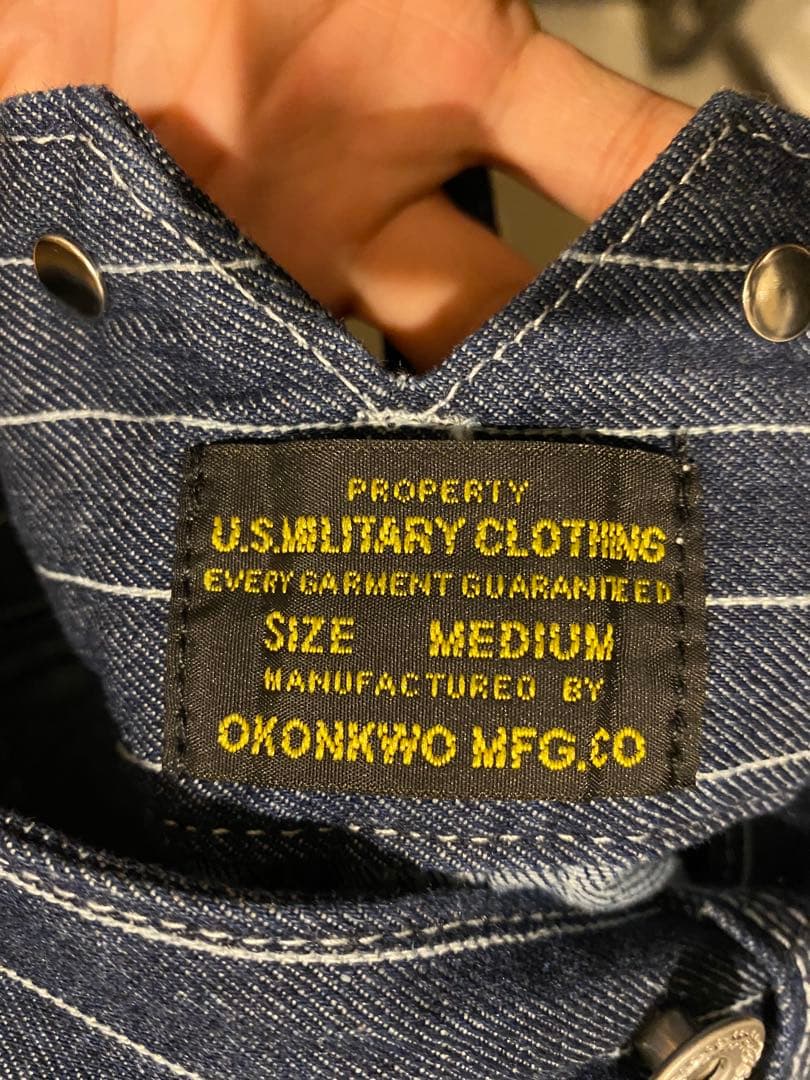 PROPERTY
U.S.MILITARY CLOTHING
EVERY GARMENT GUARANTEED
SIZE MEDIUM
MANUFACTURED BY
OKONKWO MFG.CO